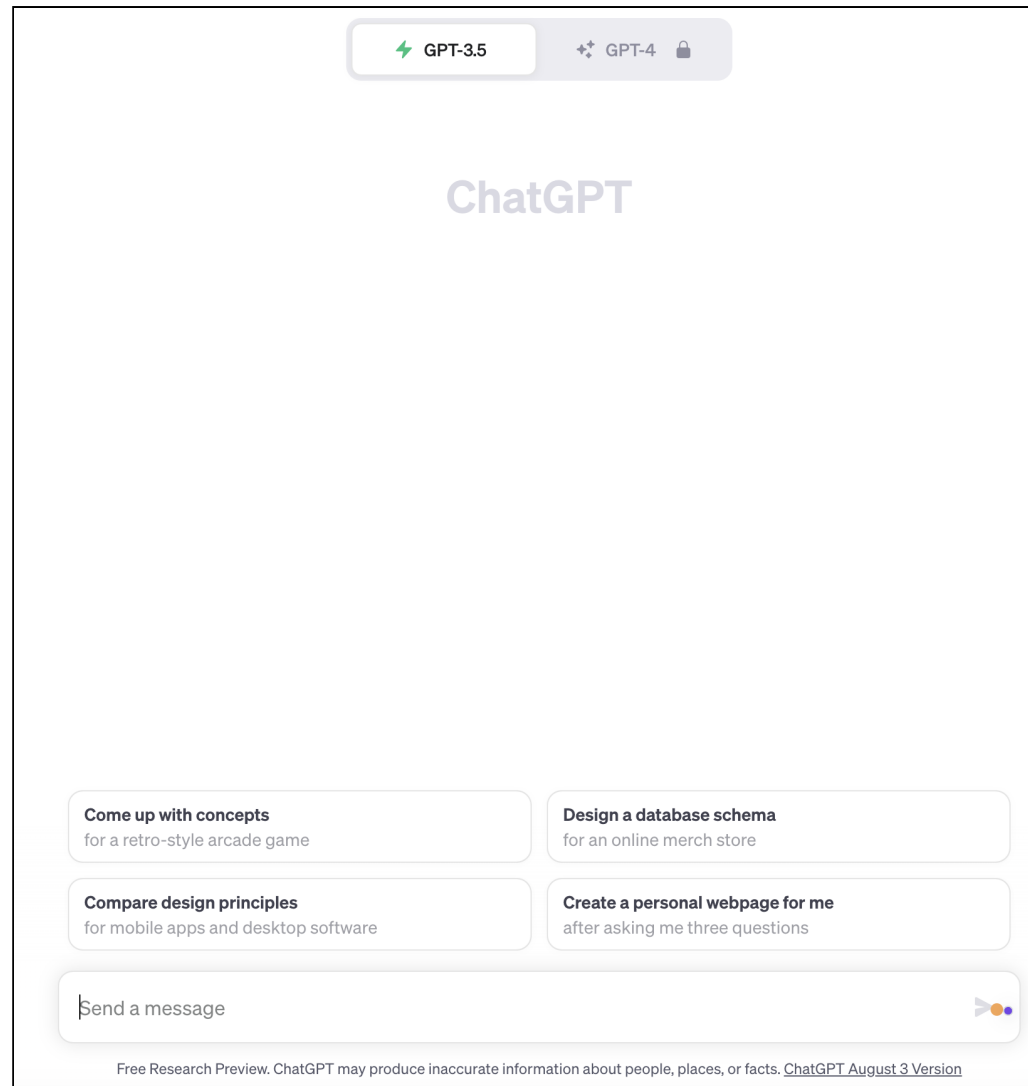 GPT-3.5 GPT-4
ChatGPT
Come up with concepts
for a retro-style arcade game
Design a database schema
for an online merch store
Compare design principles
for mobile apps and desktop software
Create a personal webpage for me
after asking me three questions
Send a message
Free Research Preview. ChatGPT may produce inaccurate information about people, places, or facts. ChatGPT August 3 Version